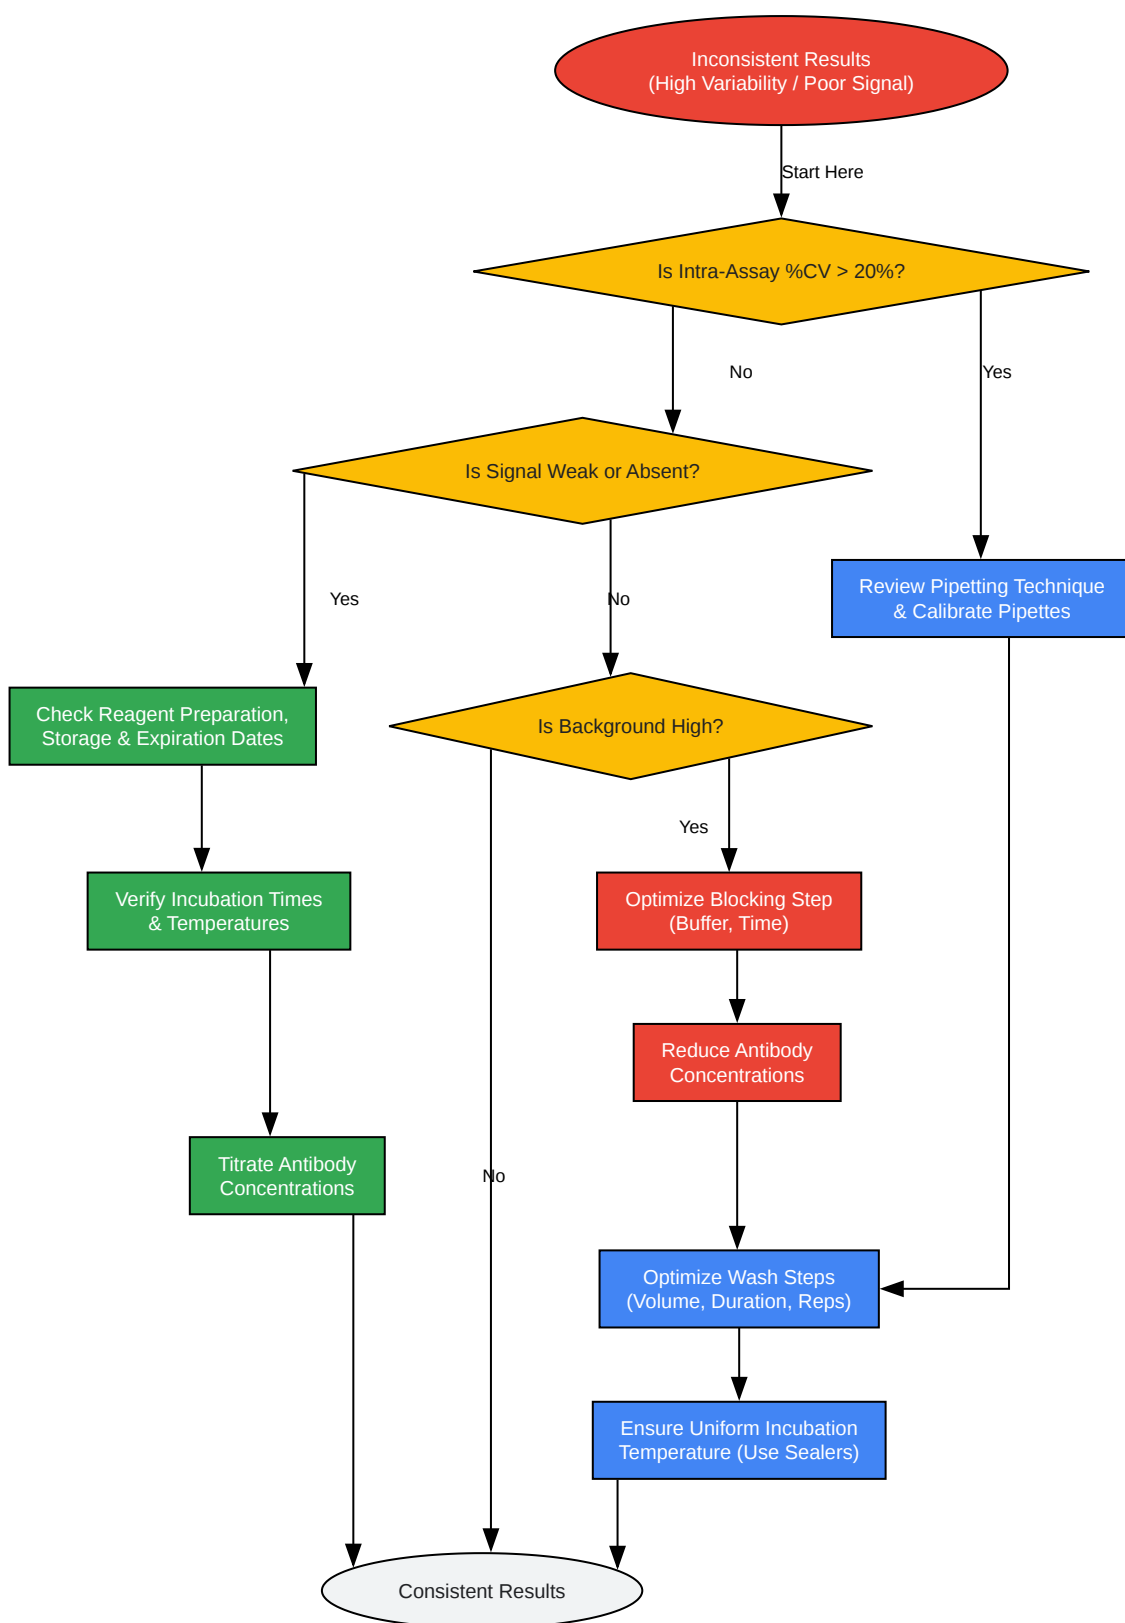 Inconsistent Results
(High Variability / Poor Signal)
Start Here
Is Intra-Assay %CV > 20%?
No
Yes
Is Signal Weak or Absent?
Yes
No
Review Pipetting Technique
& Calibrate Pipettes
Check Reagent Preparation,
Storage & Expiration Dates
Is Background High?
Yes
Verify Incubation Times
& Temperatures
Optimize Blocking Step
(Buffer, Time)
Reduce Antibody
Concentrations
Titrate Antibody
Concentrations
No
Optimize Wash Steps
(Volume, Duration, Reps)
Ensure Uniform Incubation
Temperature (Use Sealers)
Consistent Results